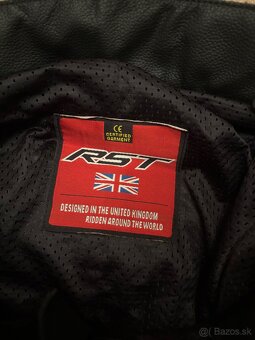 CE
CERTIFIED
GARMENT
RST
DESIGNED IN THE UNITED KINGDOM
RIDDEN AROUND THE WORLD
Bazos.sk